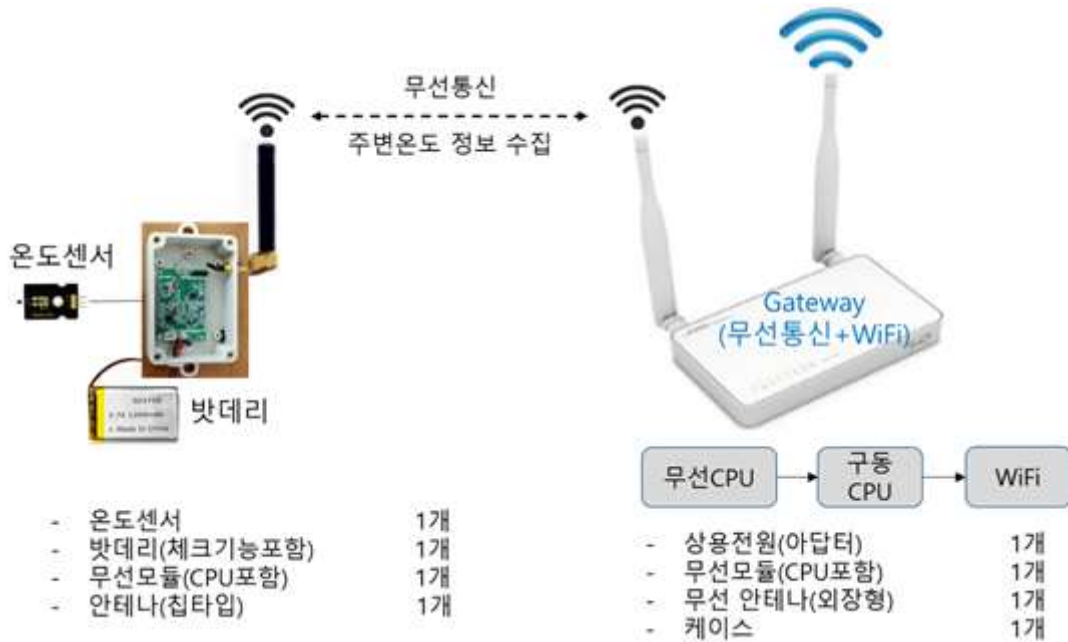 무선통신
주변온도 정보 수집
온도센서
밧데리
Gateway
(무선통신+WiFi)
무선CPU
구동
CPU
WiFi
- 온도센서 1개
- 밧데리(체크기능포함) 1개
- 무선모듈(CPU포함) 1개
- 안테나(칩타입) 1개
- 상용전원(아답터) 1개
- 무선모듈(CPU포함) 1개
- 무선 안테나(외장형) 1개
- 케이스 1개